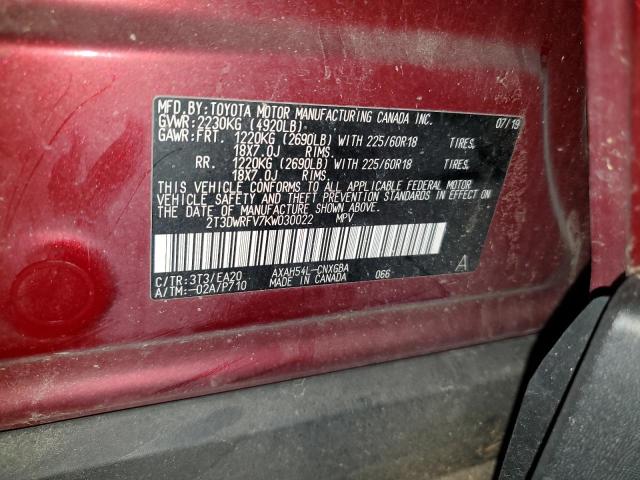 MFD.BY:TOYOTA MOTOR MANUFACTURING CANADA INC. 07/19
GVWR:2230KG (4920LB)
GAWR:FRT. 1220KG (2690LB) WITH 225/60R18 TIRES,
18X7.0J RIMS.
RR. 1220KG (2690LB) WITH 225/60R18 TIRES,
18X7.0J RIMS.
THIS VEHICLE CONFORMS TO ALL APPLICABLE FEDERAL MOTOR
VEHICLE SAFETY AND THEFT PREVENTION STANDARDS IN EFFECT ON
THE DATE OF MANUFACTURE SHOWN ABOVE.
2T3DWRFV7KW030022 MPV
C/TR:3T3/EA20 AXAH54L-CNXGBA 066 A
A/TM:-02A/P710 MADE IN CANADA